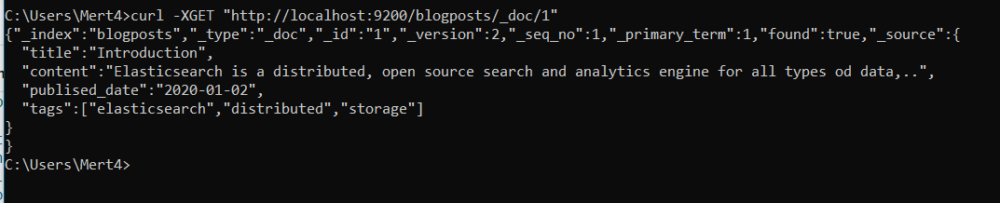 C:\Users\Mert4>curl -XGET "http://localhost:9200/blogposts/_doc/1"
{"_index":"blogposts","_type":"_doc","_id":"1","_version":2,"_seq_no":1,"_primary_term":1,"found":true,"_source":{
  "title":"Introduction",
  "content":"Elasticsearch is a distributed, open source search and analytics engine for all types od data,..",
  "publised_date":"2020-01-02",
  "tags":["elasticsearch","distributed","storage"]
}
}
C:\Users\Mert4>